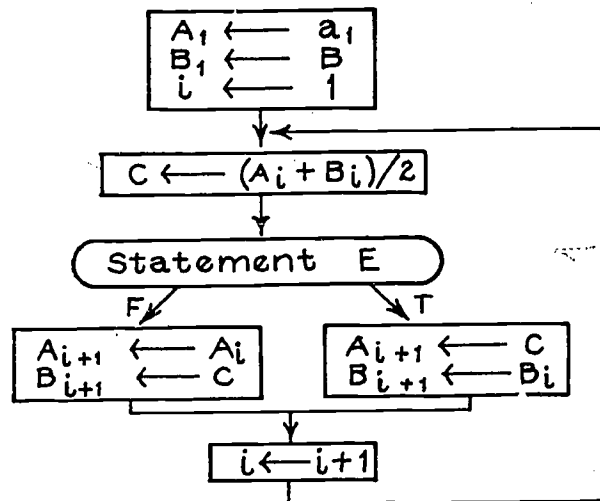 A₁ ← a₁
B₁ ← B
i ← 1
C ← (Aᵢ + Bᵢ)/2
Statement E
F
T
Aᵢ₊₁ ← Aᵢ
Bᵢ₊₁ ← C
Aᵢ₊₁ ← C
Bᵢ₊₁ ← Bᵢ
i ← i+1